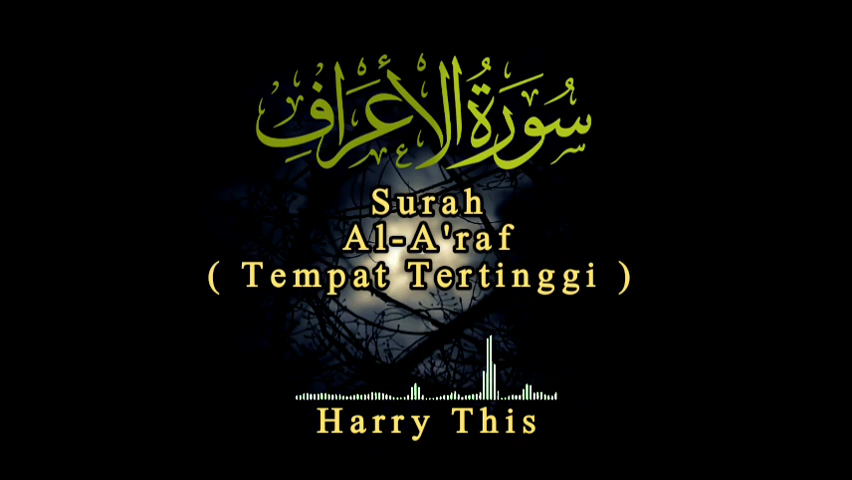 سُورَةُ الأَعْرَافِ
Surah
Al-A'raf
( Tempat Tertinggi )
Harry This